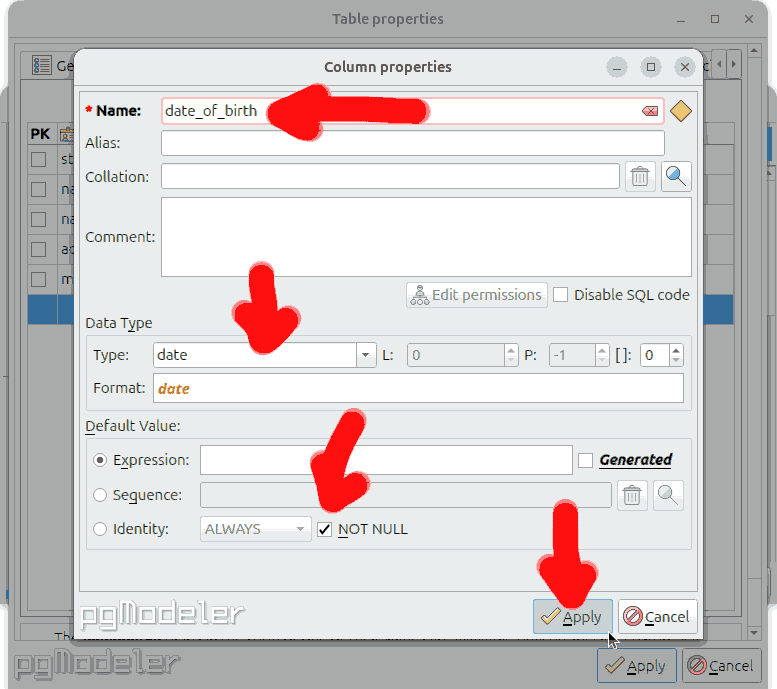 Table properties
Ge
Column properties
PK
* Name: date_of_birth
st
Alias:
na
Collation:
na
Comment:
ad
m
Edit permissions Disable SQL code
Data Type
Type: date L: 0 P: -1 []: 0
Format: date
Default Value:
Expression: Generated
Sequence:
Identity: ALWAYS NOT NULL
pgModeler Apply Cancel
pgModeler Apply Cancel